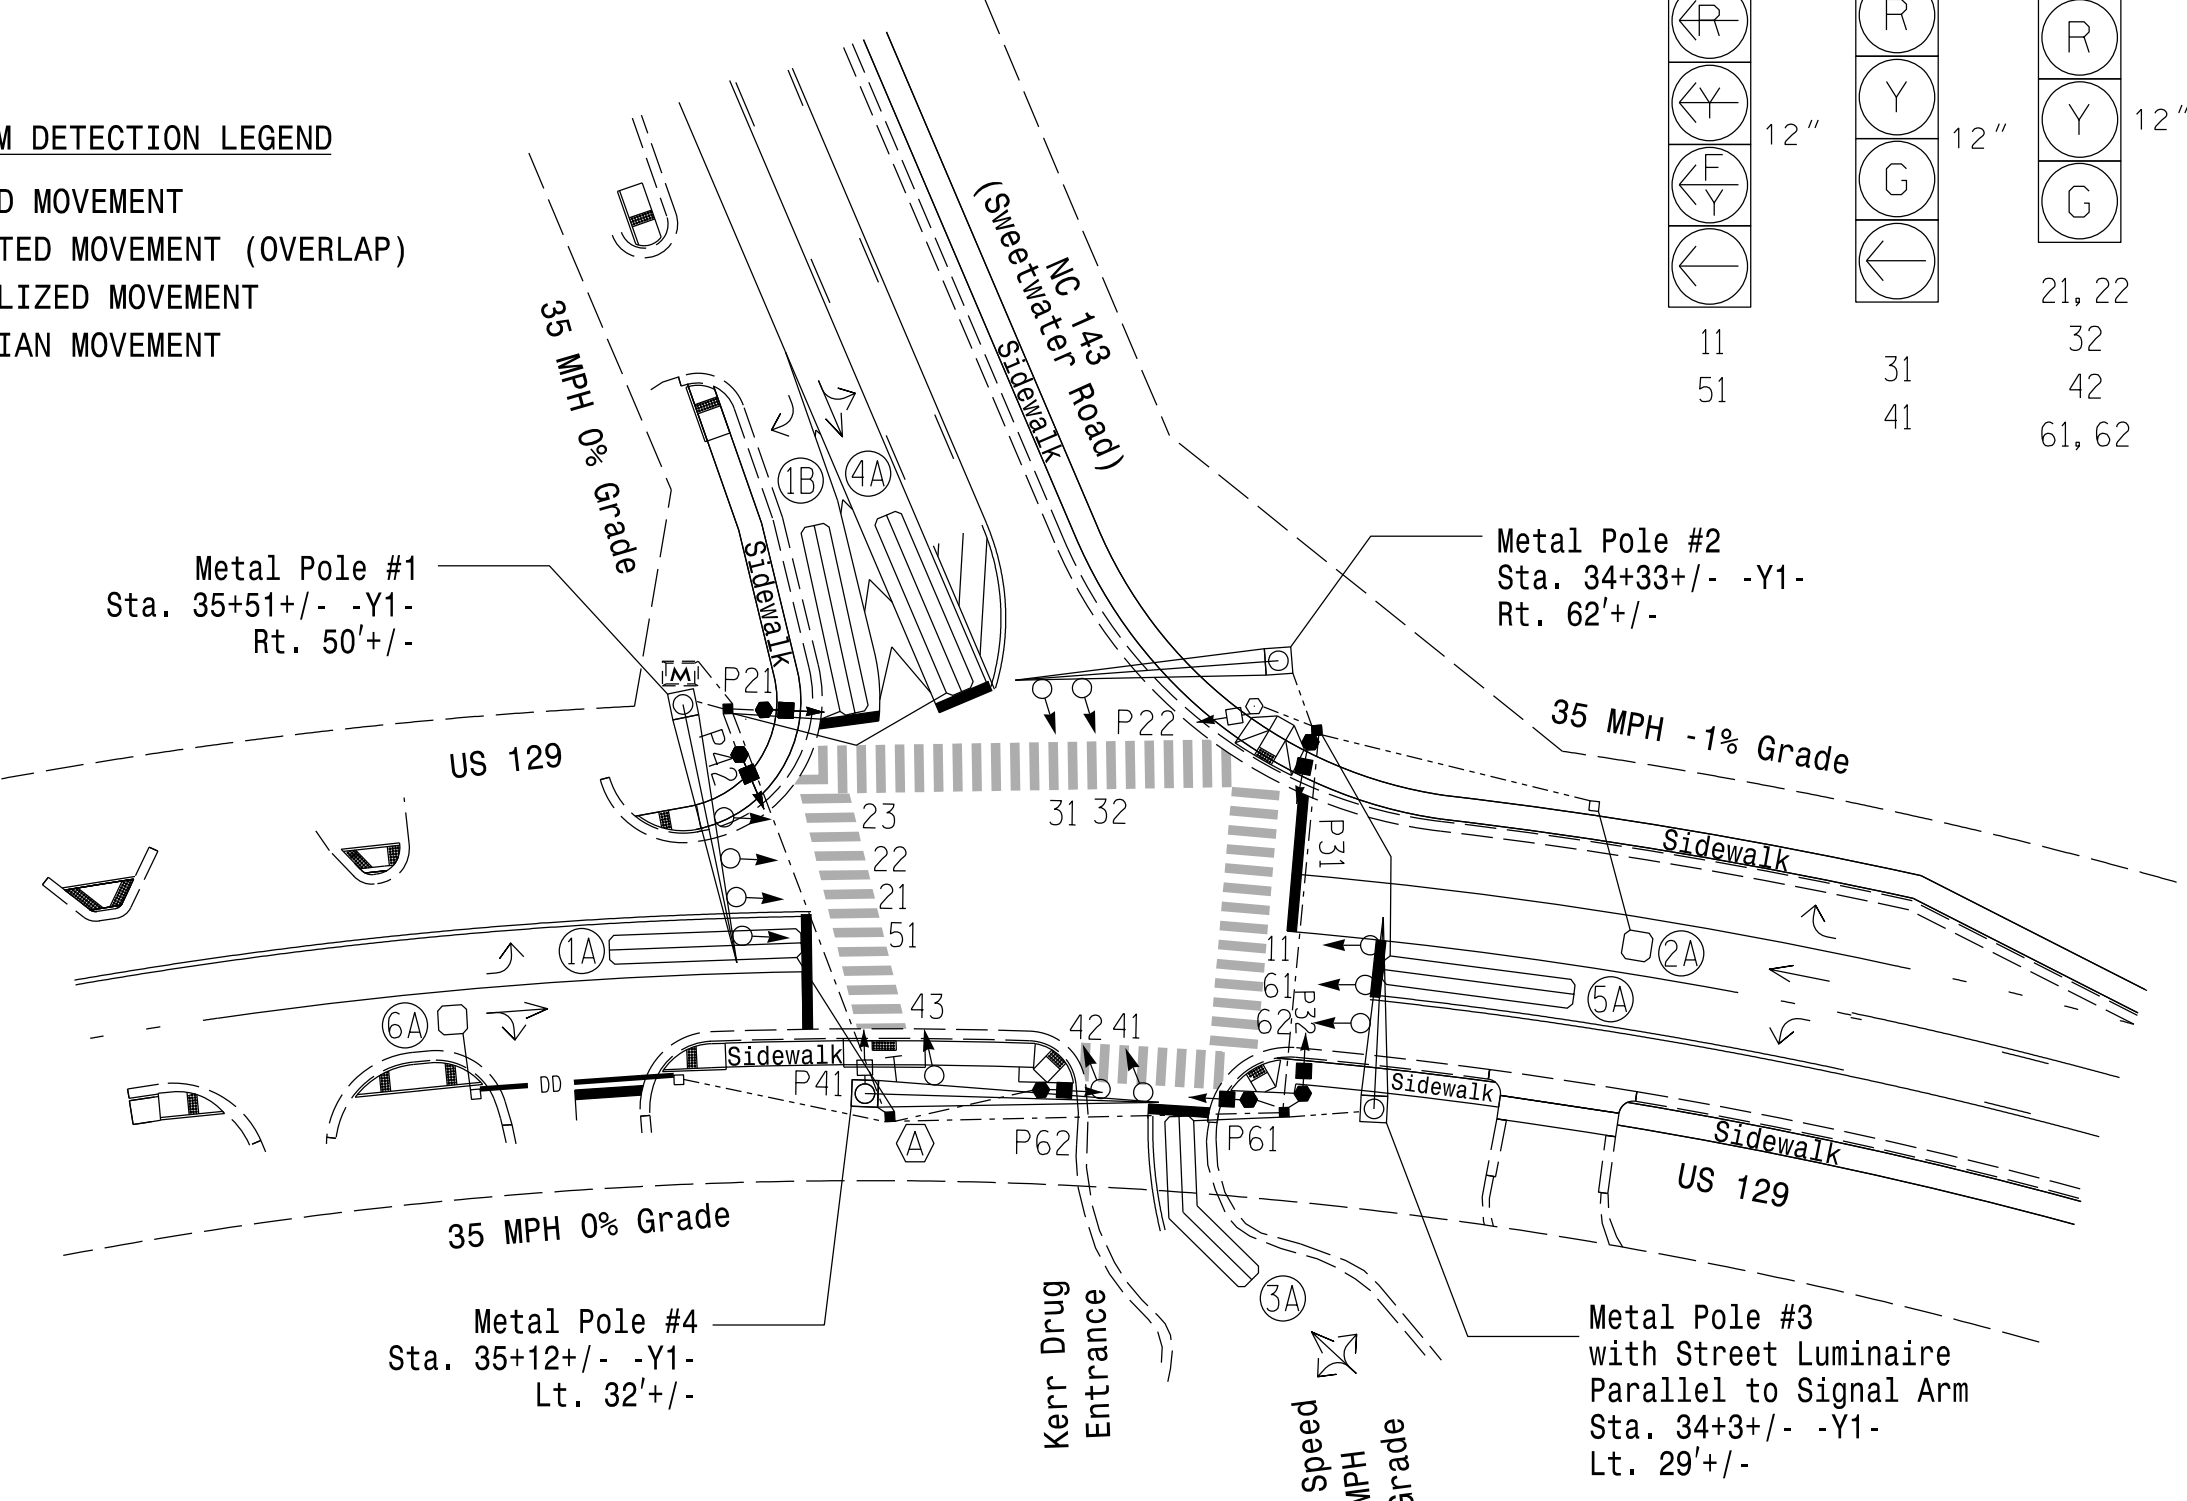 M DETECTION LEGEND
D MOVEMENT
TED MOVEMENT (OVERLAP)
LIZED MOVEMENT
IAN MOVEMENT
R
Y
F
Y
12"
11
51
R
Y
G
12"
31
41
R
Y
G
12"
21, 22
32
42
61, 62
35 MPH 0% Grade
NC 143
(Sweetwater Road)
Sidewalk
1B
4A
Sidewalk
Metal Pole #1
Sta. 35+51+/- -Y1-
Rt. 50'+/-
Metal Pole #2
Sta. 34+33+/- -Y1-
Rt. 62'+/-
M
P21
P42
P22
US 129
35 MPH -1% Grade
23
31
32
22
21
51
P31
Sidewalk
1A
11
61
62
2A
5A
6A
43
42
41
P32
Sidewalk
DD
P41
Sidewalk
A
P62
P61
Sidewalk
US 129
35 MPH 0% Grade
3A
Metal Pole #4
Sta. 35+12+/- -Y1-
Lt. 32'+/-
Kerr Drug
Entrance
Speed
MPH
Grade
Metal Pole #3
with Street Luminaire
Parallel to Signal Arm
Sta. 34+3+/- -Y1-
Lt. 29'+/-